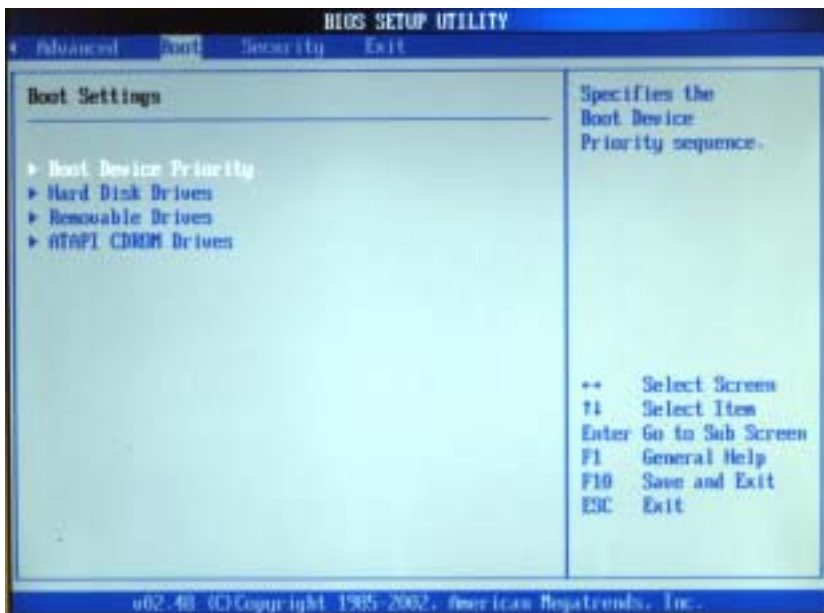 BIOS SETUP UTILITY
Advanced Boot Security Exit
Boot Settings
Boot Device Priority
Hard Disk Drives
Removable Drives
ATAPI CDROM Drives
Specifies the
Boot Device
Priority sequence.
↔ Select Screen
↑↓ Select Item
Enter Go to Sub Screen
F1 General Help
F10 Save and Exit
ESC Exit
v02.48 (C)Copyright 1985-2002, American Megatrends, Inc.